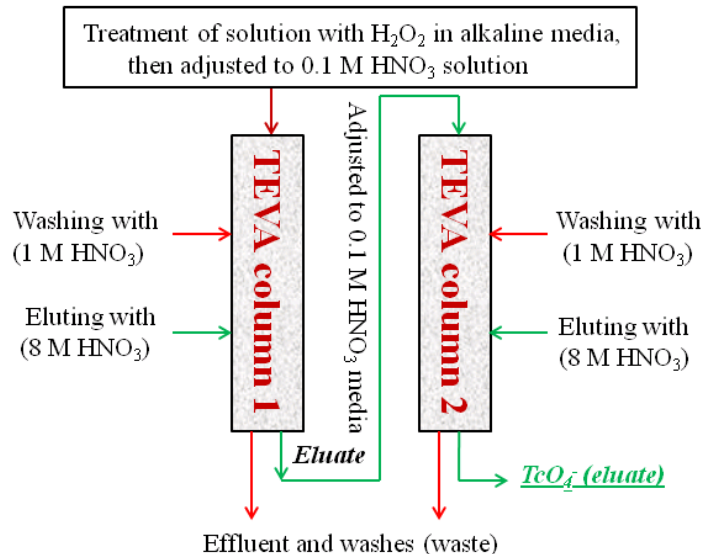 Treatment of solution with H₂O₂ in alkaline media,
then adjusted to 0.1 M HNO₃ solution
TEVA column 1
Adjusted to 0.1 M HNO₃ media
TEVA column 2
Washing with
(1 M HNO₃)
Washing with
(1 M HNO₃)
Eluting with
(8 M HNO₃)
Eluting with
(8 M HNO₃)
Eluate
TcO₄⁻ (eluate)
Effluent and washes (waste)